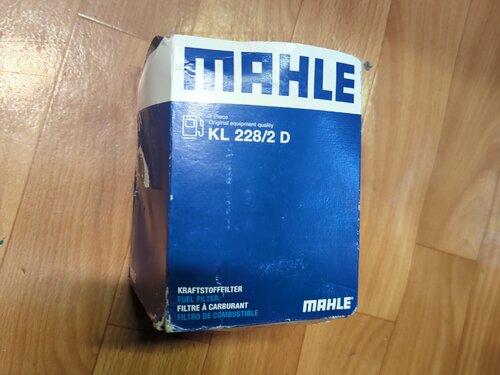 MAHLE
1 Piece
Original equipment quality
KL 228/2 D
KRAFTSTOFFFILTER
FUEL FILTER
FILTRE À CARBURANT
FILTRO DE COMBUSTIBLE
MAHLE